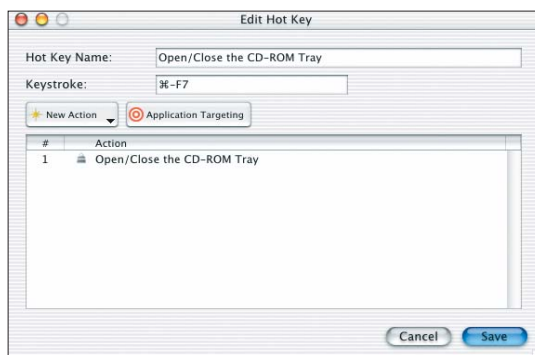 Edit Hot Key
Hot Key Name: Open/Close the CD-ROM Tray
Keystroke: ⌘-F7
New Action Application Targeting
# Action
1 Open/Close the CD-ROM Tray
Cancel Save